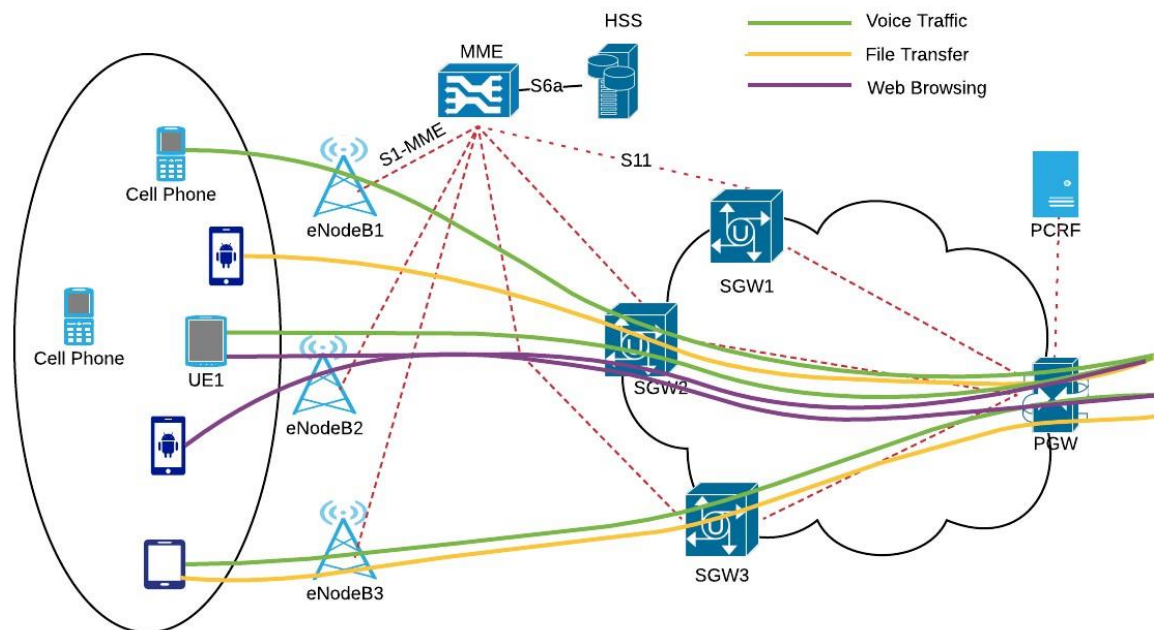 HSS
Voice Traffic
MME
File Transfer
S6a
Web Browsing
S1-MME
S11
Cell Phone
eNodeB1
PCRF
U
SGW1
Cell Phone
UE1
U
SGW2
eNodeB2
PGW
U
SGW3
eNodeB3